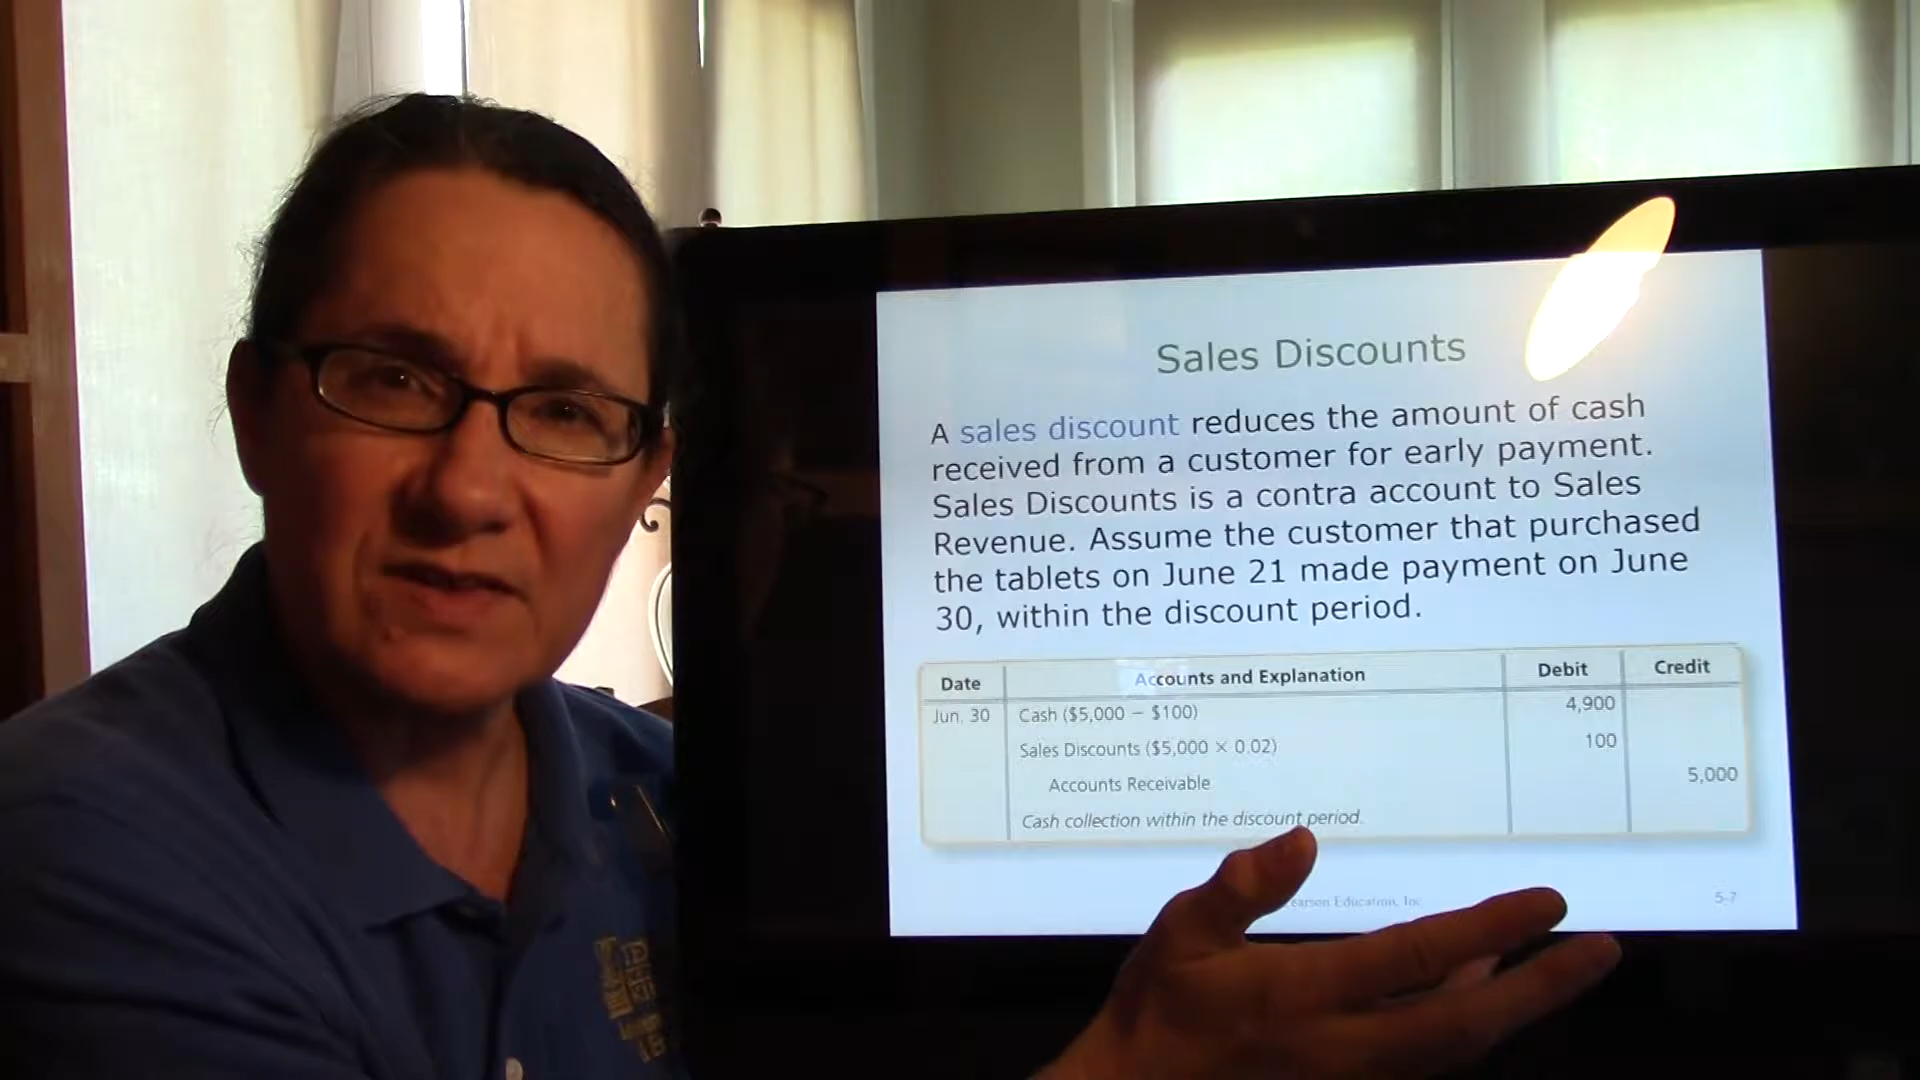 Sales Discounts
A sales discount reduces the amount of cash
received from a customer for early payment.
Sales Discounts is a contra account to Sales
Revenue. Assume the customer that purchased
the tablets on June 21 made payment on June
30, within the discount period.
Date Accounts and Explanation Debit Credit
Jun. 30 Cash ($5,000 − $100) 4,900
Sales Discounts ($5,000 × 0.02) 100
Accounts Receivable 5,000
Cash collection within the discount period.
Education, Inc 5-7